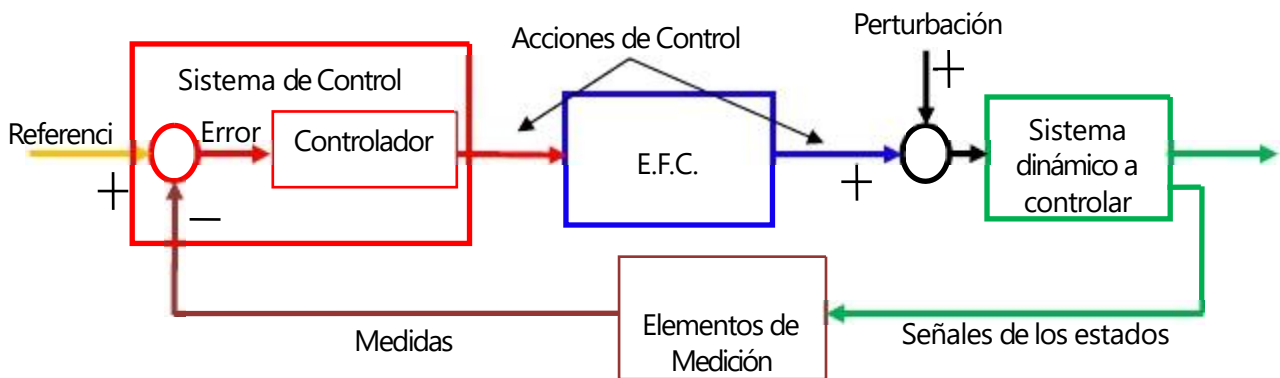 Perturbación
Acciones de Control
+
Sistema de Control
Referenci
Error
Controlador
E.F.C.
Sistema
dinámico a
controlar
+
+
−
Elementos de
Medición
Medidas
Señales de los estados